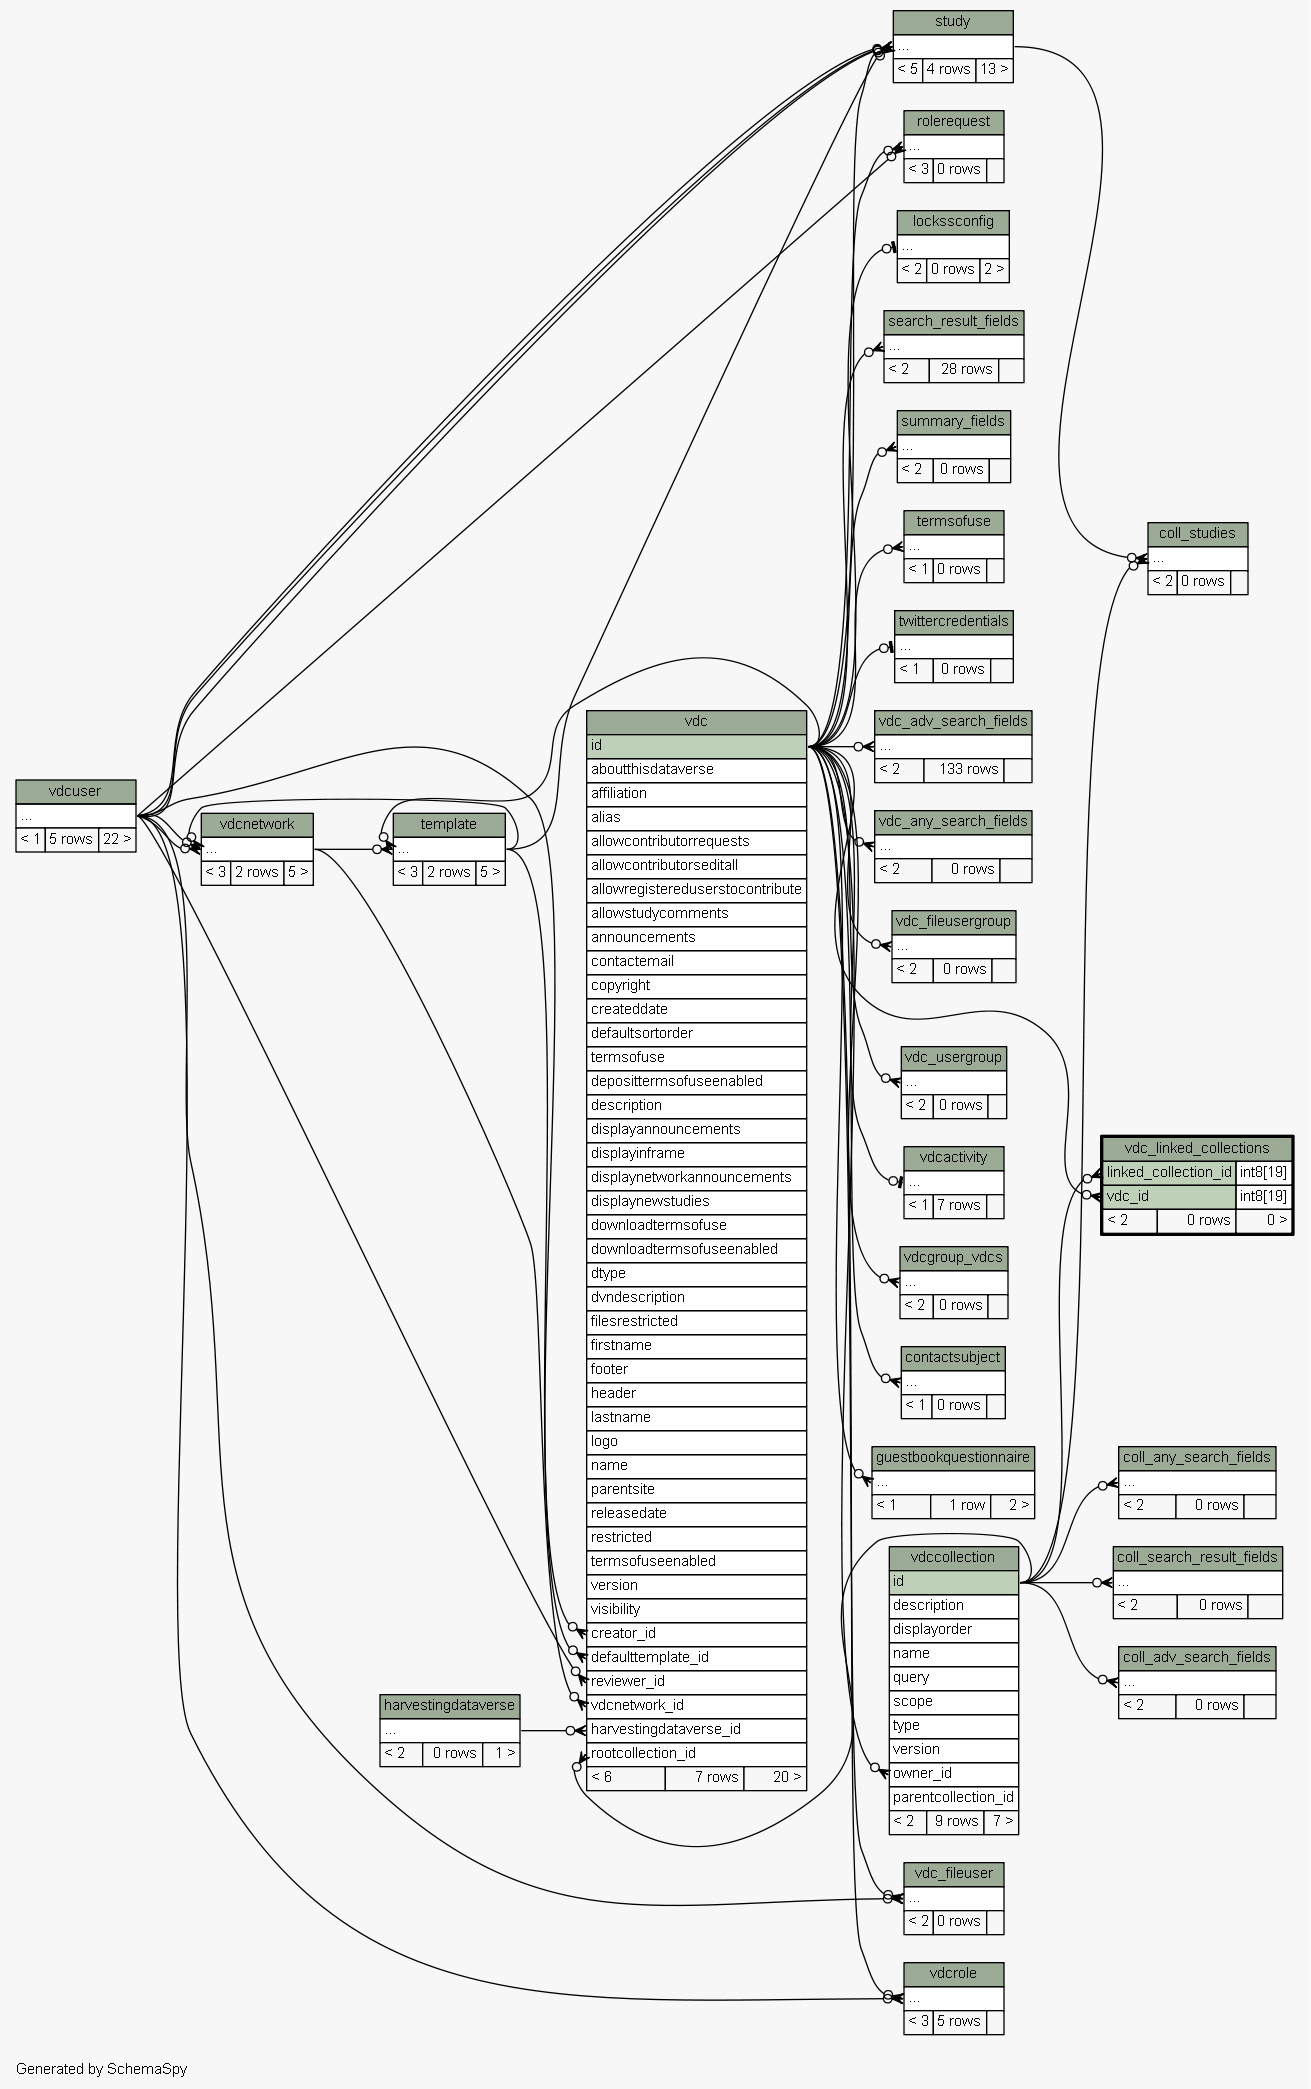 study
...
< 5 4 rows 13 >
rolerequest
...
< 3 0 rows
lockssconfig
...
< 2 0 rows 2 >
search_result_fields
...
< 2 28 rows
summary_fields
...
< 2 0 rows
termsofuse
...
< 1 0 rows
coll_studies
...
< 2 0 rows
twittercredentials
...
< 1 0 rows
vdc_adv_search_fields
...
< 2 133 rows
vdc_any_search_fields
...
< 2 0 rows
vdc_fileusergroup
...
< 2 0 rows
vdcuser
...
< 1 5 rows 22 >
vdcnetwork
...
< 3 2 rows 5 >
template
...
< 3 2 rows 5 >
vdc
id
aboutthisdataverse
affiliation
alias
allowcontributorrequests
allowcontributorseditall
allowregistereduserstocontribute
allowstudycomments
announcements
contactemail
copyright
createddate
defaultsortorder
termsofuse
deposittermsofuseenabled
description
displayannouncements
displayinframe
displaynetworkannouncements
displaynewstudies
downloadtermsofuse
downloadtermsofuseenabled
dtype
dvndescription
filesrestricted
firstname
footer
header
lastname
logo
name
parentsite
releasedate
restricted
termsofuseenabled
version
visibility
creator_id
defaulttemplate_id
reviewer_id
vdcnetwork_id
harvestingdataverse_id
rootcollection_id
< 6 7 rows 20 >
harvestingdataverse
...
< 2 0 rows 1 >
vdc_usergroup
...
< 2 0 rows
vdcactivity
...
< 1 7 rows
vdc_linked_collections
linked_collection_id int8[19]
vdc_id int8[19]
< 2 0 rows 0 >
vdcgroup_vdcs
...
< 2 0 rows
contactsubject
...
< 1 0 rows
guestbookquestionnaire
...
< 1 1 row 2 >
coll_any_search_fields
...
< 2 0 rows
coll_search_result_fields
...
< 2 0 rows
coll_adv_search_fields
...
< 2 0 rows
vdccollection
id
description
displayorder
name
query
scope
type
version
owner_id
parentcollection_id
< 2 9 rows 7 >
vdc_fileuser
...
< 2 0 rows
vdcrole
...
< 3 5 rows
Generated by SchemaSpy